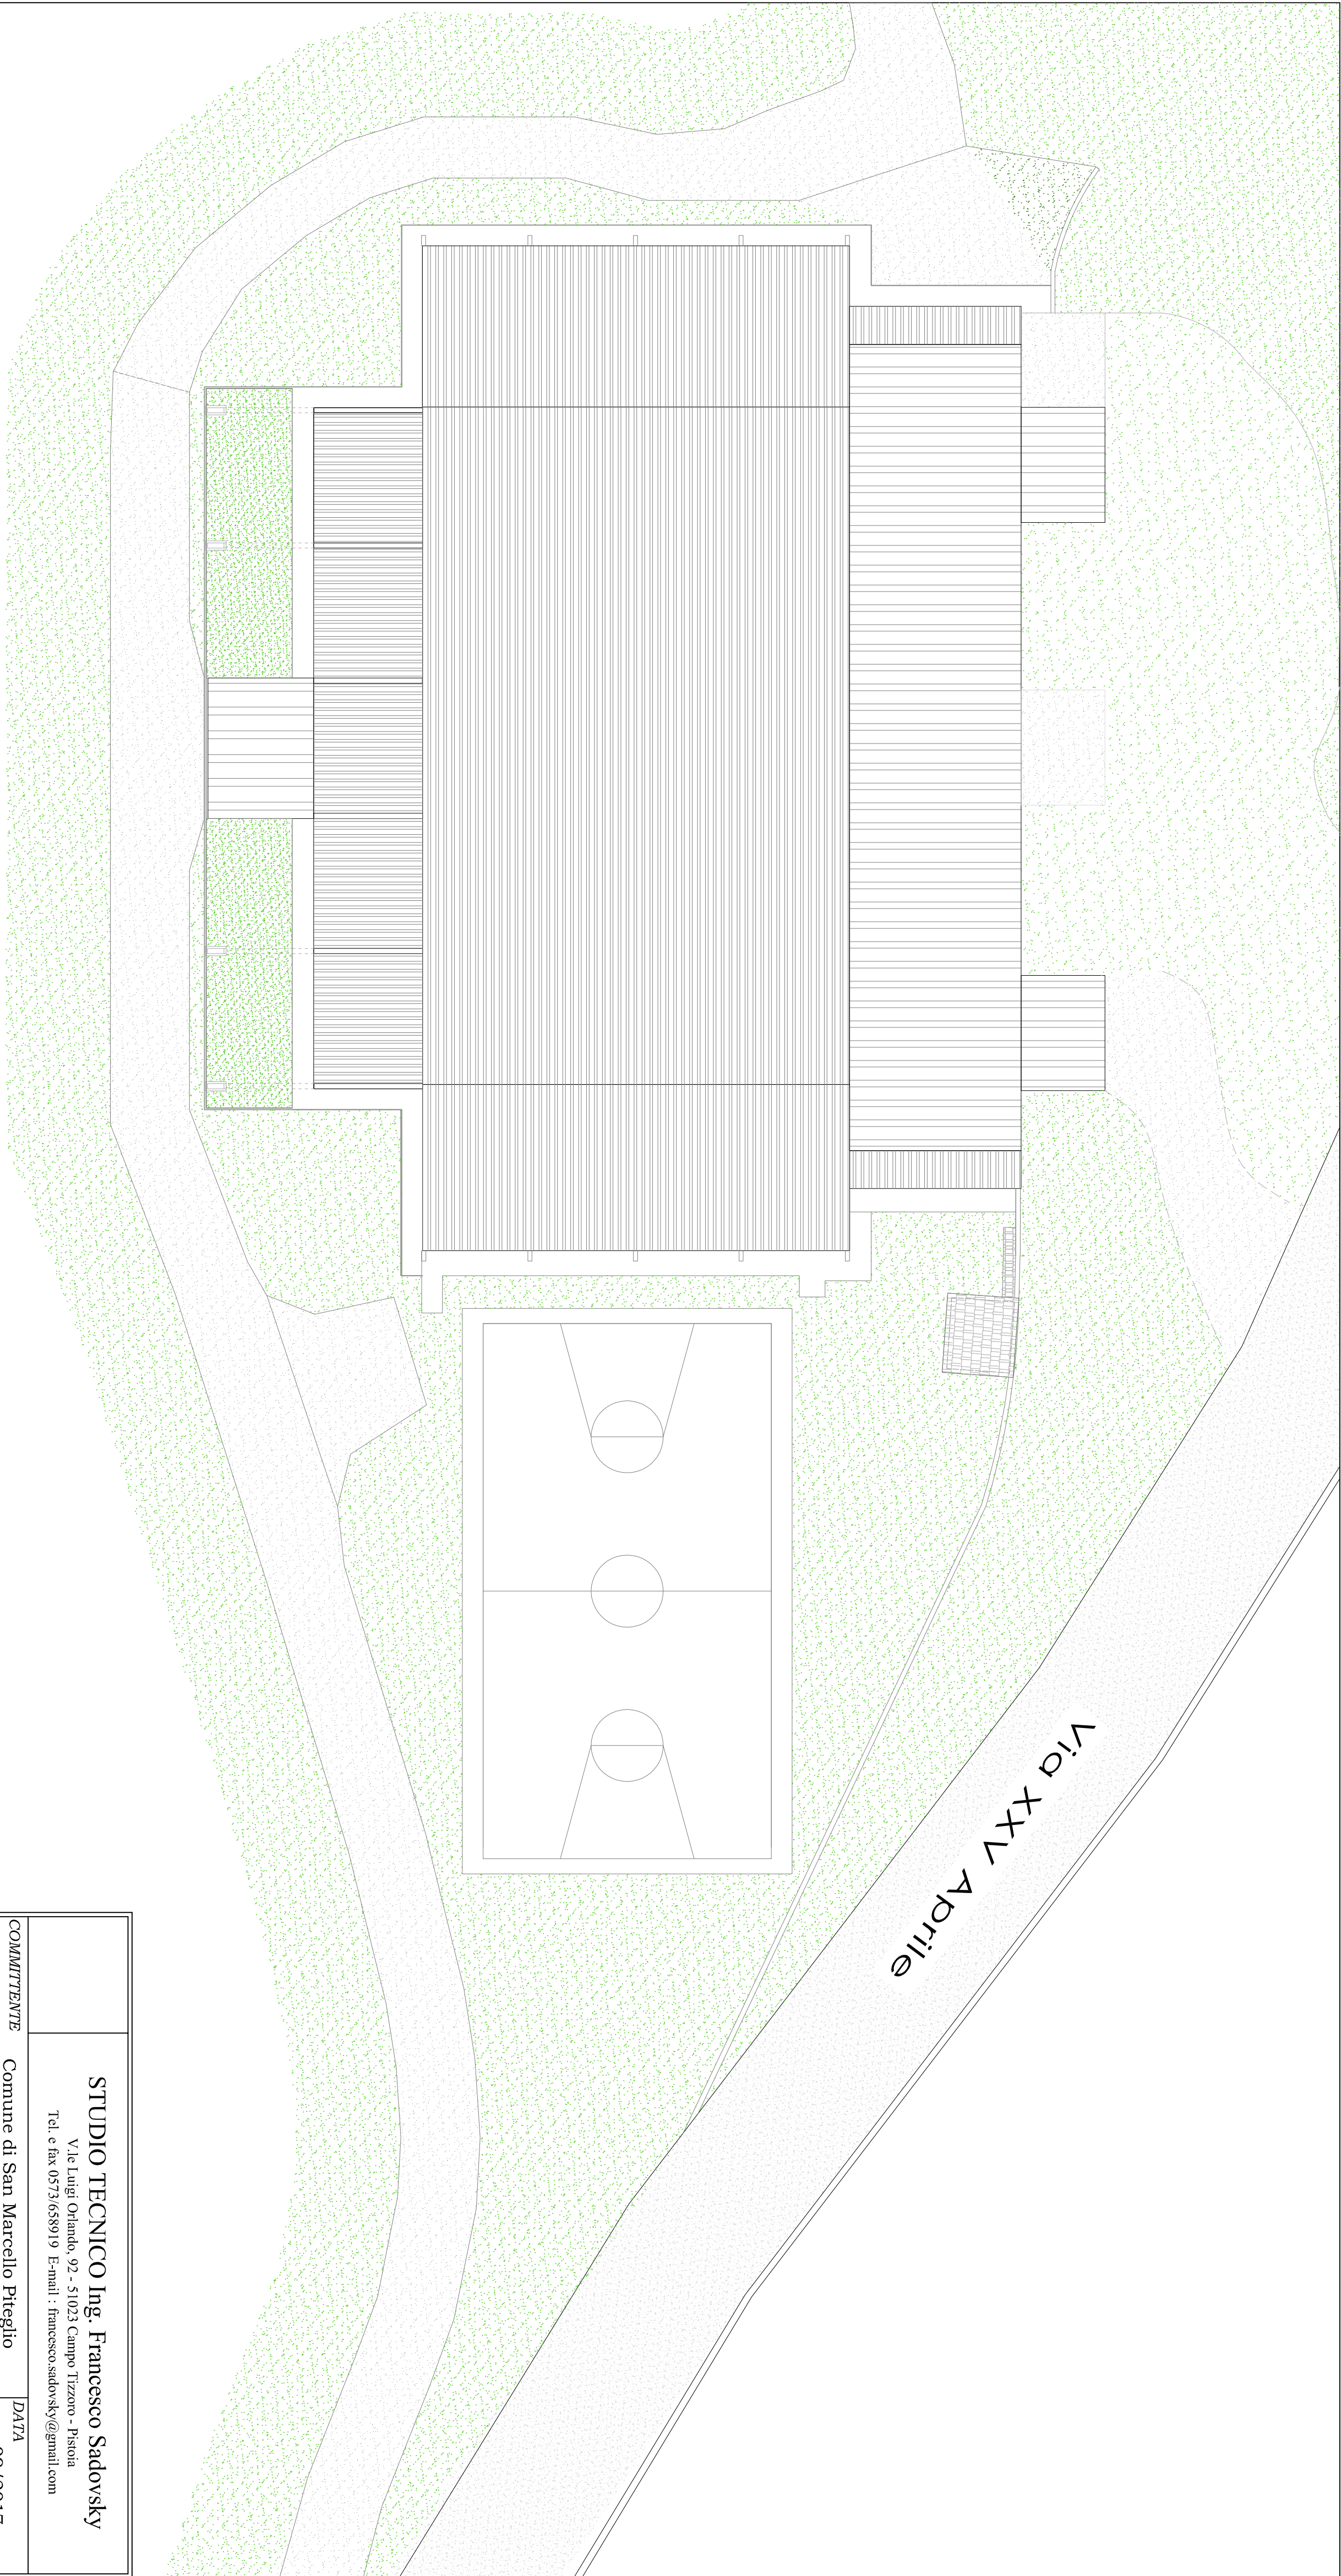 Via XXV Aprile
STUDIO TECNICO Ing. Francesco Sadovsky
V.le Luigi Orlando, 92 - 51023 Campo Tizzoro - Pistoia
Tel. e fax 0573/658919 E-mail : francesco.sadovsky@gmail.com
COMMITTENTE
Comune di San Marcello Piteglio
DATA